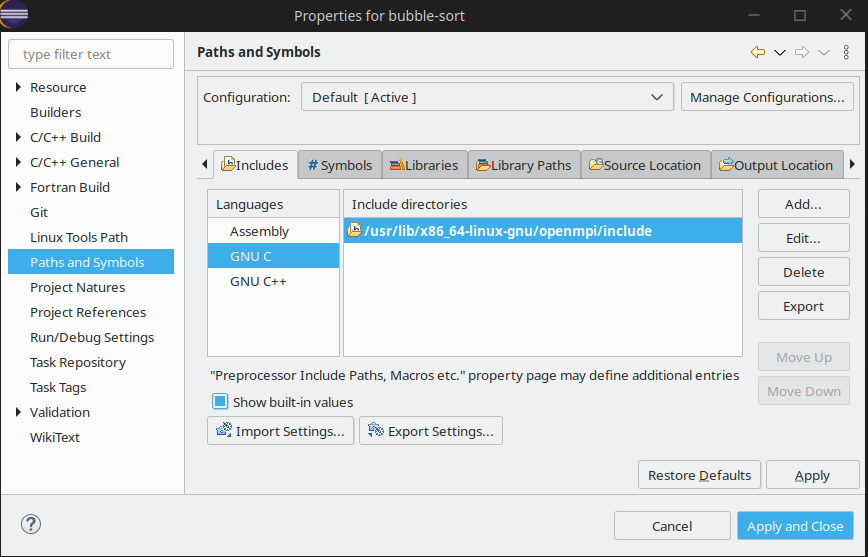 Properties for bubble-sort
type filter text
Resource
Builders
C/C++ Build
C/C++ General
Fortran Build
Git
Linux Tools Path
Paths and Symbols
Project Natures
Project References
Run/Debug Settings
Task Repository
Task Tags
Validation
WikiText
Paths and Symbols
Configuration:
Default [ Active ]
Manage Configurations...
Includes
# Symbols
Libraries
Library Paths
Source Location
Output Location
Languages
Assembly
GNU C
GNU C++
Include directories
/usr/lib/x86_64-linux-gnu/openmpi/include
Add...
Edit...
Delete
Export
Move Up
Move Down
"Preprocessor Include Paths, Macros etc." property page may define additional entries
Show built-in values
Import Settings...
Export Settings...
Restore Defaults
Apply
?
Cancel
Apply and Close